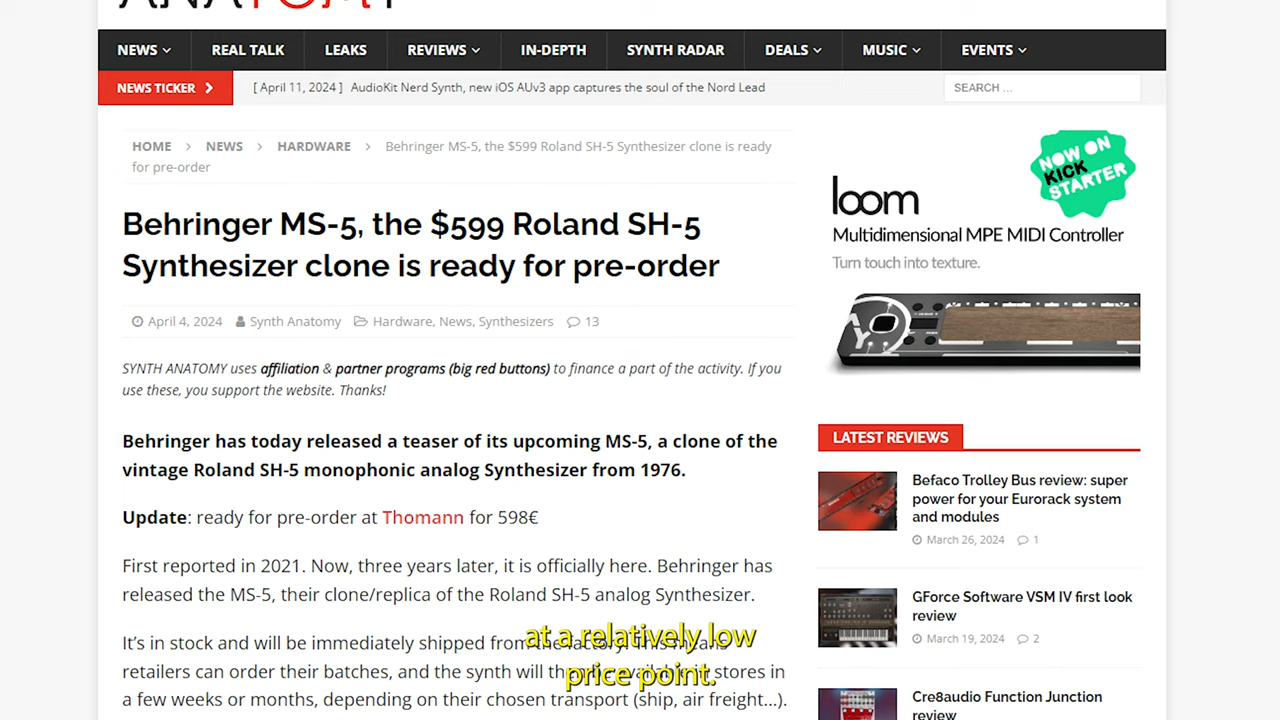 ANATOMY
NEWS
REAL TALK
LEAKS
REVIEWS
IN-DEPTH
SYNTH RADAR
DEALS
MUSIC
EVENTS
NEWS TICKER
[ April 11, 2024 ] AudioKit Nerd Synth, new iOS AUv3 app captures the soul of the Nord Lead
SEARCH ...
HOME > NEWS > HARDWARE > Behringer MS-5, the $599 Roland SH-5 Synthesizer clone is ready
for pre-order
Behringer MS-5, the $599 Roland SH-5
Synthesizer clone is ready for pre-order
April 4, 2024 Synth Anatomy Hardware, News, Synthesizers 13
SYNTH ANATOMY uses affiliation & partner programs (big red buttons) to finance a part of the activity. If you
use these, you support the website. Thanks!
Behringer has today released a teaser of its upcoming MS-5, a clone of the
vintage Roland SH-5 monophonic analog Synthesizer from 1976.
Update: ready for pre-order at Thomann for 598€
First reported in 2021. Now, three years later, it is officially here. Behringer has
released the MS-5, their clone/replica of the Roland SH-5 analog Synthesizer.
It's in stock and will be immediately shipped from the factory. This means
retailers can order their batches, and the synth will in stores in
a few weeks or months, depending on their chosen transport (ship, air freight...).
at a relatively low
price point.
NOW ON
KICK
STARTER
loom
Multidimensional MPE MIDI Controller
Turn touch into texture.
LATEST REVIEWS
Befaco Trolley Bus review: super
power for your Eurorack system
and modules
March 26, 2024 1
GForce Software VSM IV first look
review
March 19, 2024 2
Cre8audio Function Junction
review